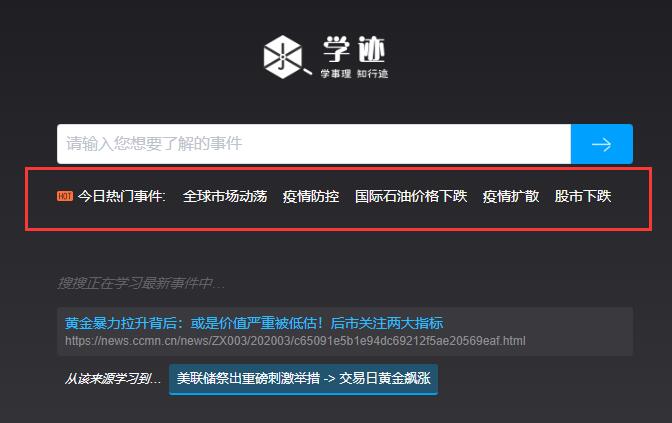 学迹
学事理 知行迹
请输入您想要了解的事件
HOT 今日热门事件: 全球市场动荡 疫情防控 国际石油价格下跌 疫情扩散 股市下跌
搜搜正在学习最新事件中...
黄金暴力拉升背后：或是价值严重被低估！后市关注两大指标
https://news.ccmn.cn/news/ZX003/202003/c65091e5b1e94dc69212f5ae20569eaf.html
从该来源学习到... 美联储祭出重磅刺激举措 -> 交易日黄金飙涨